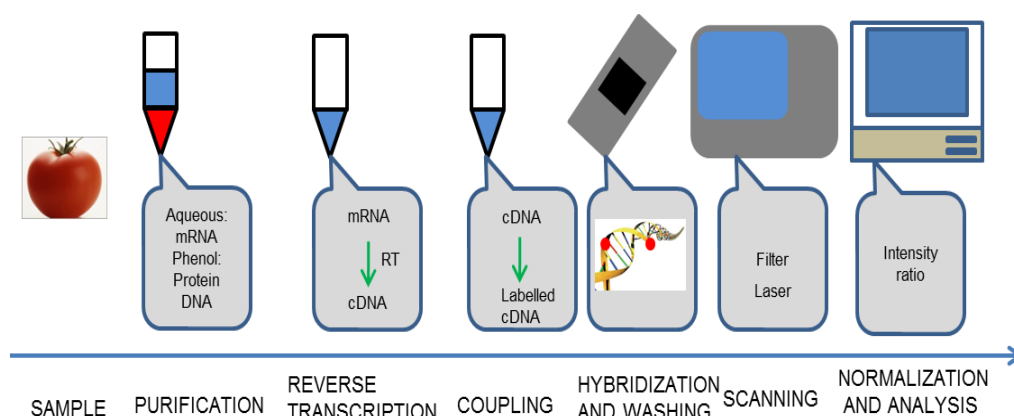 Aqueous:
mRNA
Phenol:
Protein
DNA
mRNA
RT
cDNA
cDNA
Labelled
cDNA
Filter
Laser
Intensity
ratio
SAMPLE
PURIFICATION
REVERSE
TRANSCRIPTION
COUPLING
HYBRIDIZATION
AND WASHING
SCANNING
NORMALIZATION
AND ANALYSIS